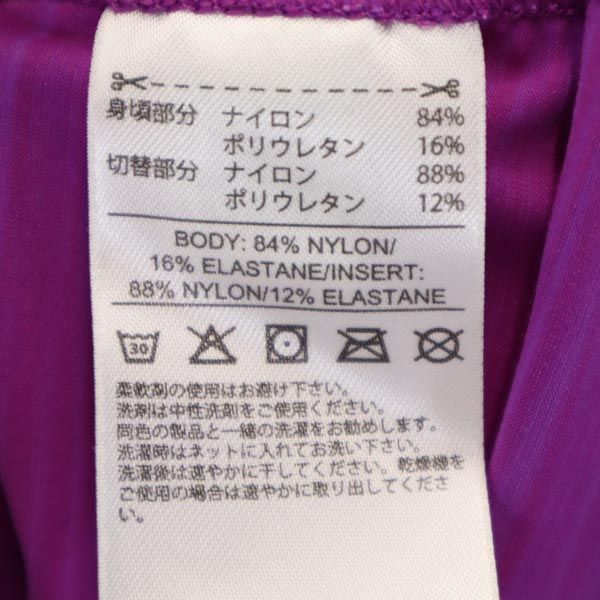 身頃部分 ナイロン 84%
ポリウレタン 16%
切替部分 ナイロン 88%
ポリウレタン 12%
BODY: 84% NYLON/
16% ELASTANE/INSERT:
88% NYLON/12% ELASTANE
30
柔軟剤の使用はお避け下さい。
洗剤は中性洗剤をご使用ください。
同色の製品と一緒の洗濯をお勧めします。
洗濯時はネットに入れてお洗い下さい。
洗濯後は速やかに干してください。乾燥機を
ご使用の場合は速やかに取り出してくださ
い。